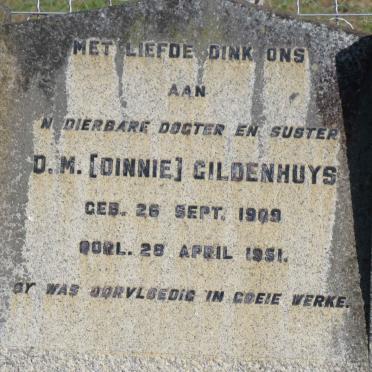 MET LIEFDE DINK ONS
AAN
'N DIERBARE DOGTER EN SUSTER
D.M. [DINNIE] GILDENHUYS
GEB. 26 SEPT. 1909
OORL. 28 APRIL 1951.
SY WAS OORVLOEDIG IN GOEIE WERKE.